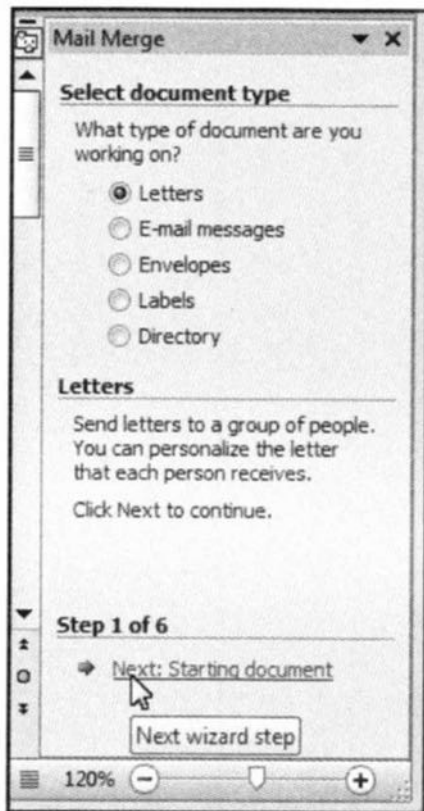 Mail Merge
Select document type
What type of document are you
working on?
Letters
E-mail messages
Envelopes
Labels
Directory
Letters
Send letters to a group of people.
You can personalize the letter
that each person receives.
Click Next to continue.
Step 1 of 6
Next: Starting document
Next wizard step
120%